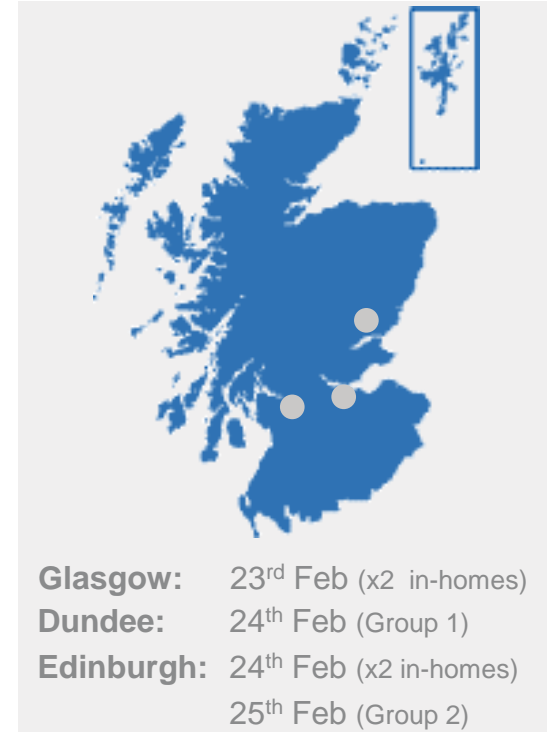 Glasgow: 23rd Feb (x2 in-homes)
Dundee: 24th Feb (Group 1)
Edinburgh: 24th Feb (x2 in-homes)
25th Feb (Group 2)